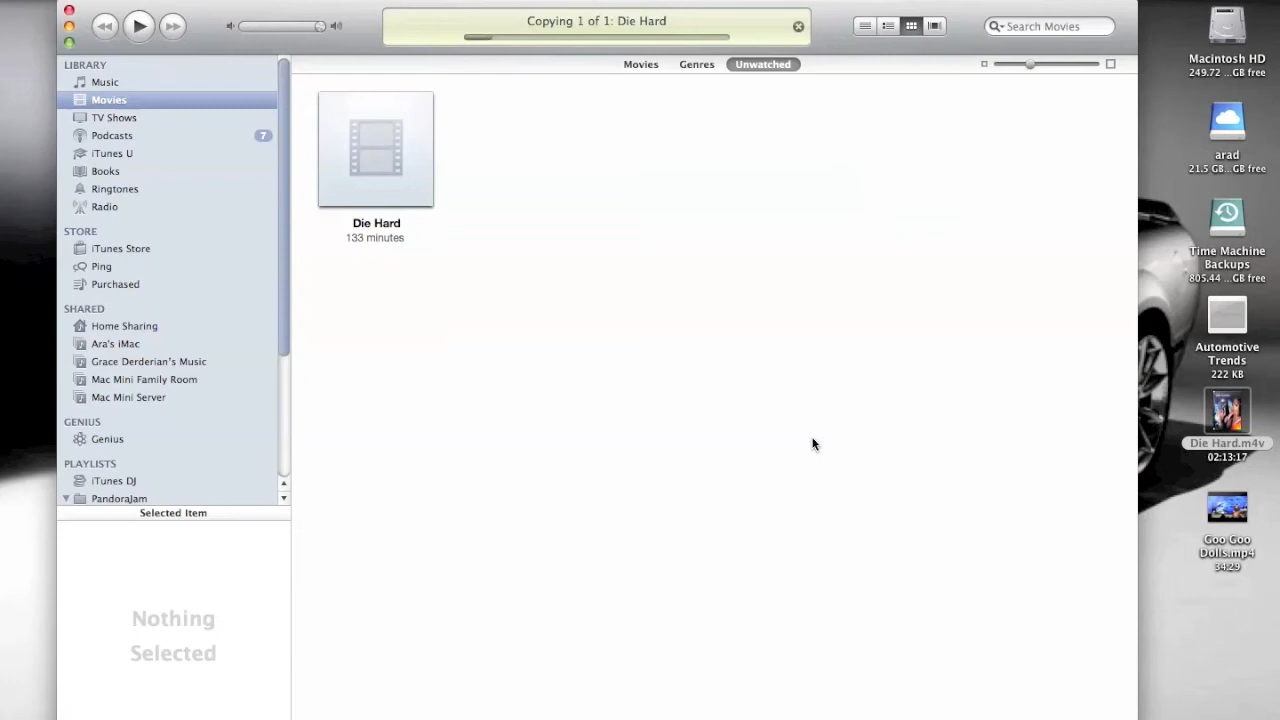 Copying 1 of 1: Die Hard
Search Movies
LIBRARY
Music
Movies
TV Shows
Podcasts
7
iTunes U
Books
Ringtones
Radio
STORE
iTunes Store
Ping
Purchased
SHARED
Home Sharing
Ara's iMac
Grace Derderian's Music
Mac Mini Family Room
Mac Mini Server
GENIUS
Genius
PLAYLISTS
iTunes DJ
PandoraJam
Selected Item
Nothing
Selected
Movies
Genres
Unwatched
Die Hard
133 minutes
Macintosh HD
249.72 ...GB free
arad
21.5 GB...GB free
Time Machine
Backups
805.44 ...GB free
Automotive
Trends
222 KB
Die Hard.m4v
02:13:17
Goo Goo
Dolls.mp4
34:29